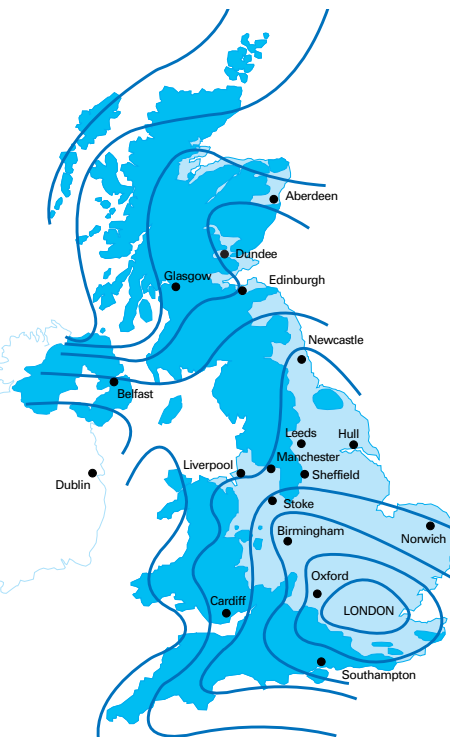 Aberdeen
Dundee
Glasgow
Edinburgh
Newcastle
Belfast
Leeds
Hull
Manchester
Liverpool
Sheffield
Dublin
Stoke
Birmingham
Norwich
Oxford
Cardiff
LONDON
Southampton